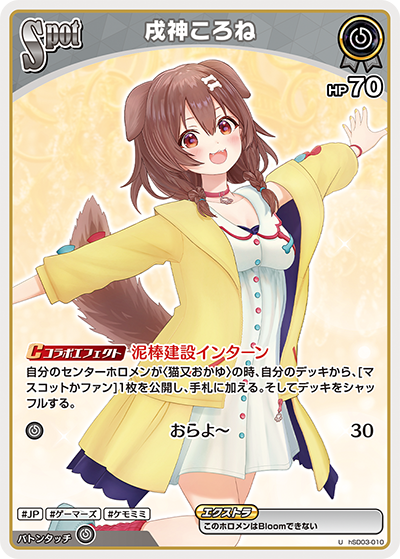 Spot
戌神ころね
HP 70
Cコラボエフェクト 泥棒建設インターン
自分のセンターホロメンが〈猫又おかゆ〉の時、自分のデッキから、[マ
スコットかファン]1枚を公開し、手札に加える。そしてデッキをシャッ
フルする。
おらよ〜 30
#JP #ゲーマーズ #ケモミミ
エクストラ
このホロメンはBloomできない
バトンタッチ
U hSD03-010